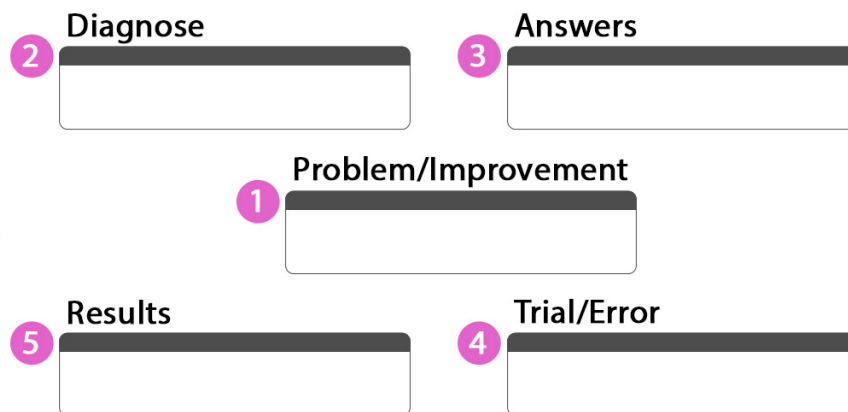 Diagnose
2
Answers
3
Problem/Improvement
1
Results
5
Trial/Error
4